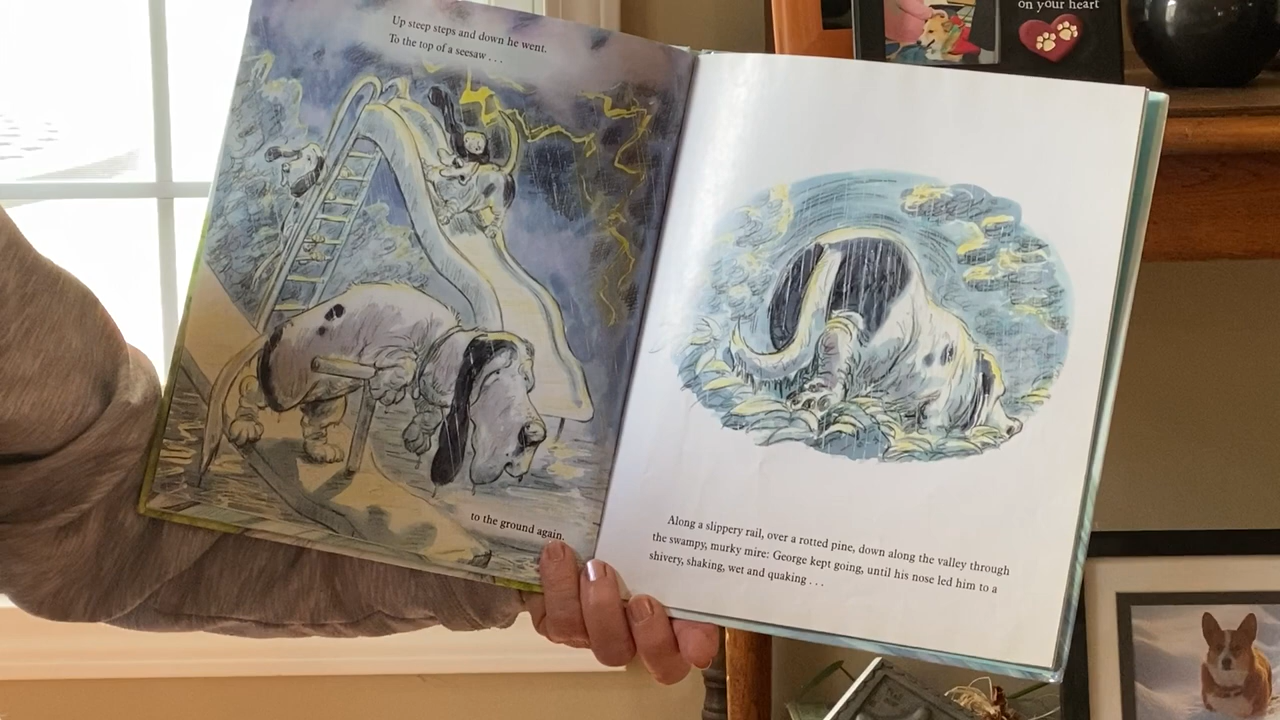 Up steep steps and down he went.
To the top of a seesaw . . .
to the ground again.
on your heart
Along a slippery rail, over a rotted pine, down along the valley through
the swampy, murky mire: George kept going, until his nose led him to a
shivery, shaking, wet and quaking . . .